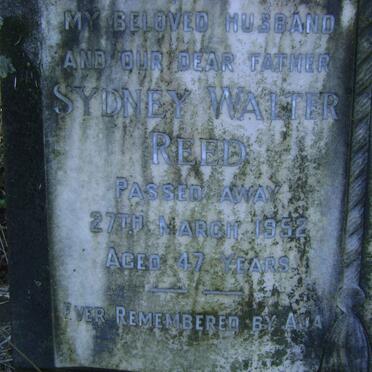 MY BELOVED HUSBAND
AND OUR DEAR FATHER
SYDNEY WALTER
REED
PASSED AWAY
27TH MARCH 1952
AGED 47 YEARS
EVER REMEMBERED BY